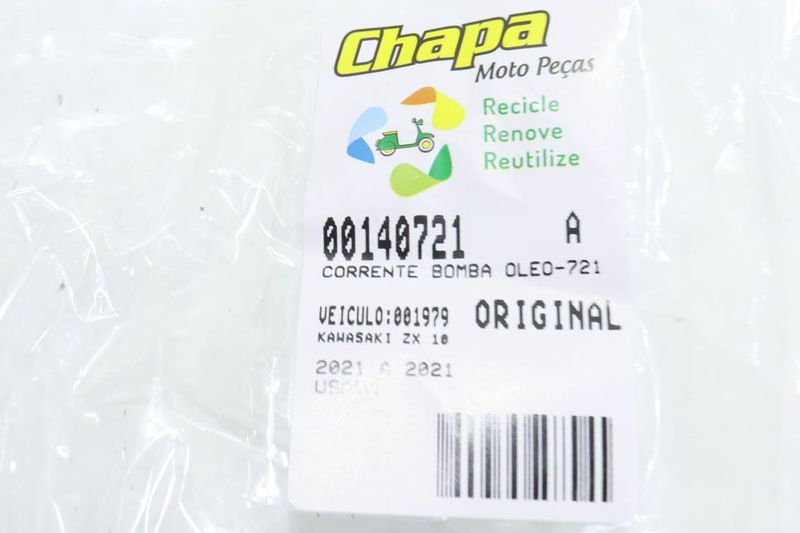 Chapa
Moto Peças
Recicle
Renove
Reutilize
00140721 A
CORRENTE BOMBA OLEO-721
VEICULO:001979 ORIGINAL
KAWASAKI ZX 10
2021 A 2021